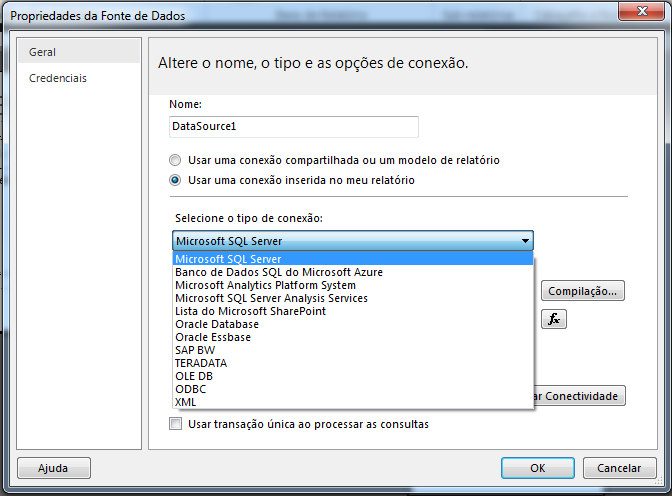 Propriedades da Fonte de Dados
Geral
Credenciais
Altere o nome, o tipo e as opções de conexão.
Nome:
DataSource1
Usar uma conexão compartilhada ou um modelo de relatório
Usar uma conexão inserida no meu relatório
Selecione o tipo de conexão:
Microsoft SQL Server
Microsoft SQL Server
Banco de Dados SQL do Microsoft Azure
Microsoft Analytics Platform System
Microsoft SQL Server Analysis Services
Lista do Microsoft SharePoint
Oracle Database
Oracle Essbase
SAP BW
TERADATA
OLE DB
ODBC
XML
Compilação...
fx
ar Conectividade
Usar transação única ao processar as consultas
Ajuda
OK
Cancelar